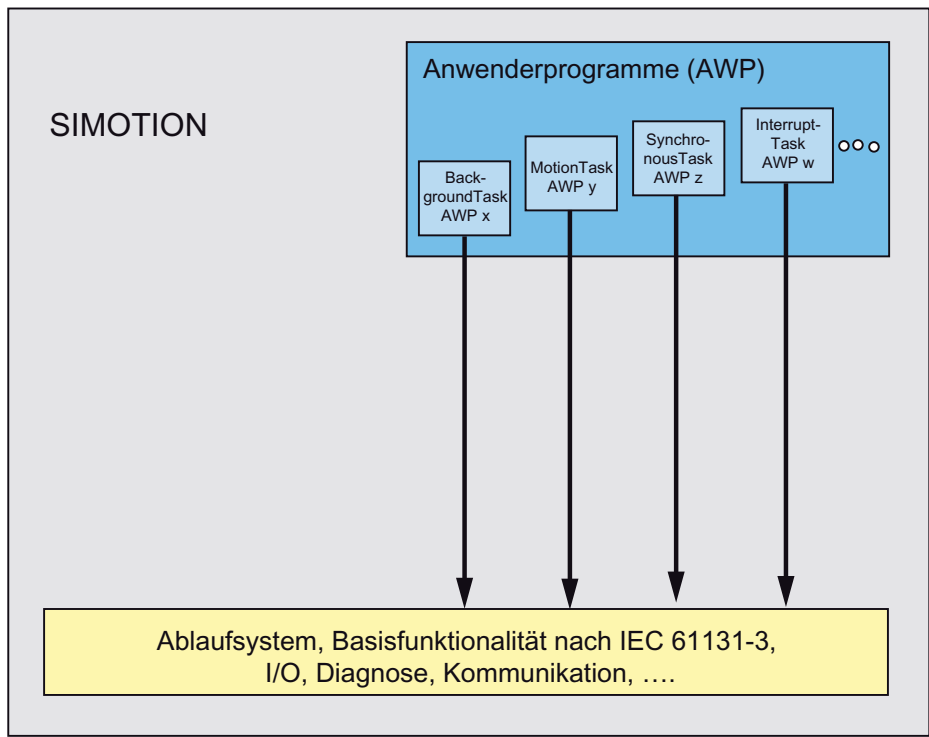 Anwenderprogramme (AWP)
SIMOTION
Back-
groundTask
AWP x
MotionTask
AWP y
Synchro-
nousTask
AWP z
Interrupt-
Task
AWP w
Ablaufsystem, Basisfunktionalität nach IEC 61131-3,
I/O, Diagnose, Kommunikation, ....